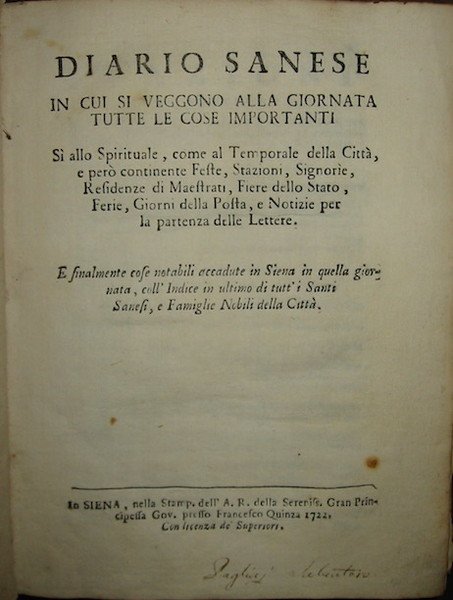 DIARIO SANESE
IN CUI SI VEGGONO ALLA GIORNATA
TUTTE LE COSE IMPORTANTI
Sì allo Spirituale, come al Temporale della Città,
e però continente Feſte, Stazioni, Signorìe,
Reſidenze di Maeſtrati, Fiere dello Stato,
Ferie, Giorni della Poſta, e Notizie per
la partenza delle Lettere.
E finalmente coſe notabili accadute in Siena in quella gior-
nata, coll' Indice in ultimo di tutt' i Santi
Saneſi, e Famiglie Nobili della Città.
In SIENA, nella Stamp. dell' A. R. della Sereniſs. Gran Prin-
cipeſſa Gov. preſſo Franceſco Quinza 1722.
Con licenza de' Superiori.